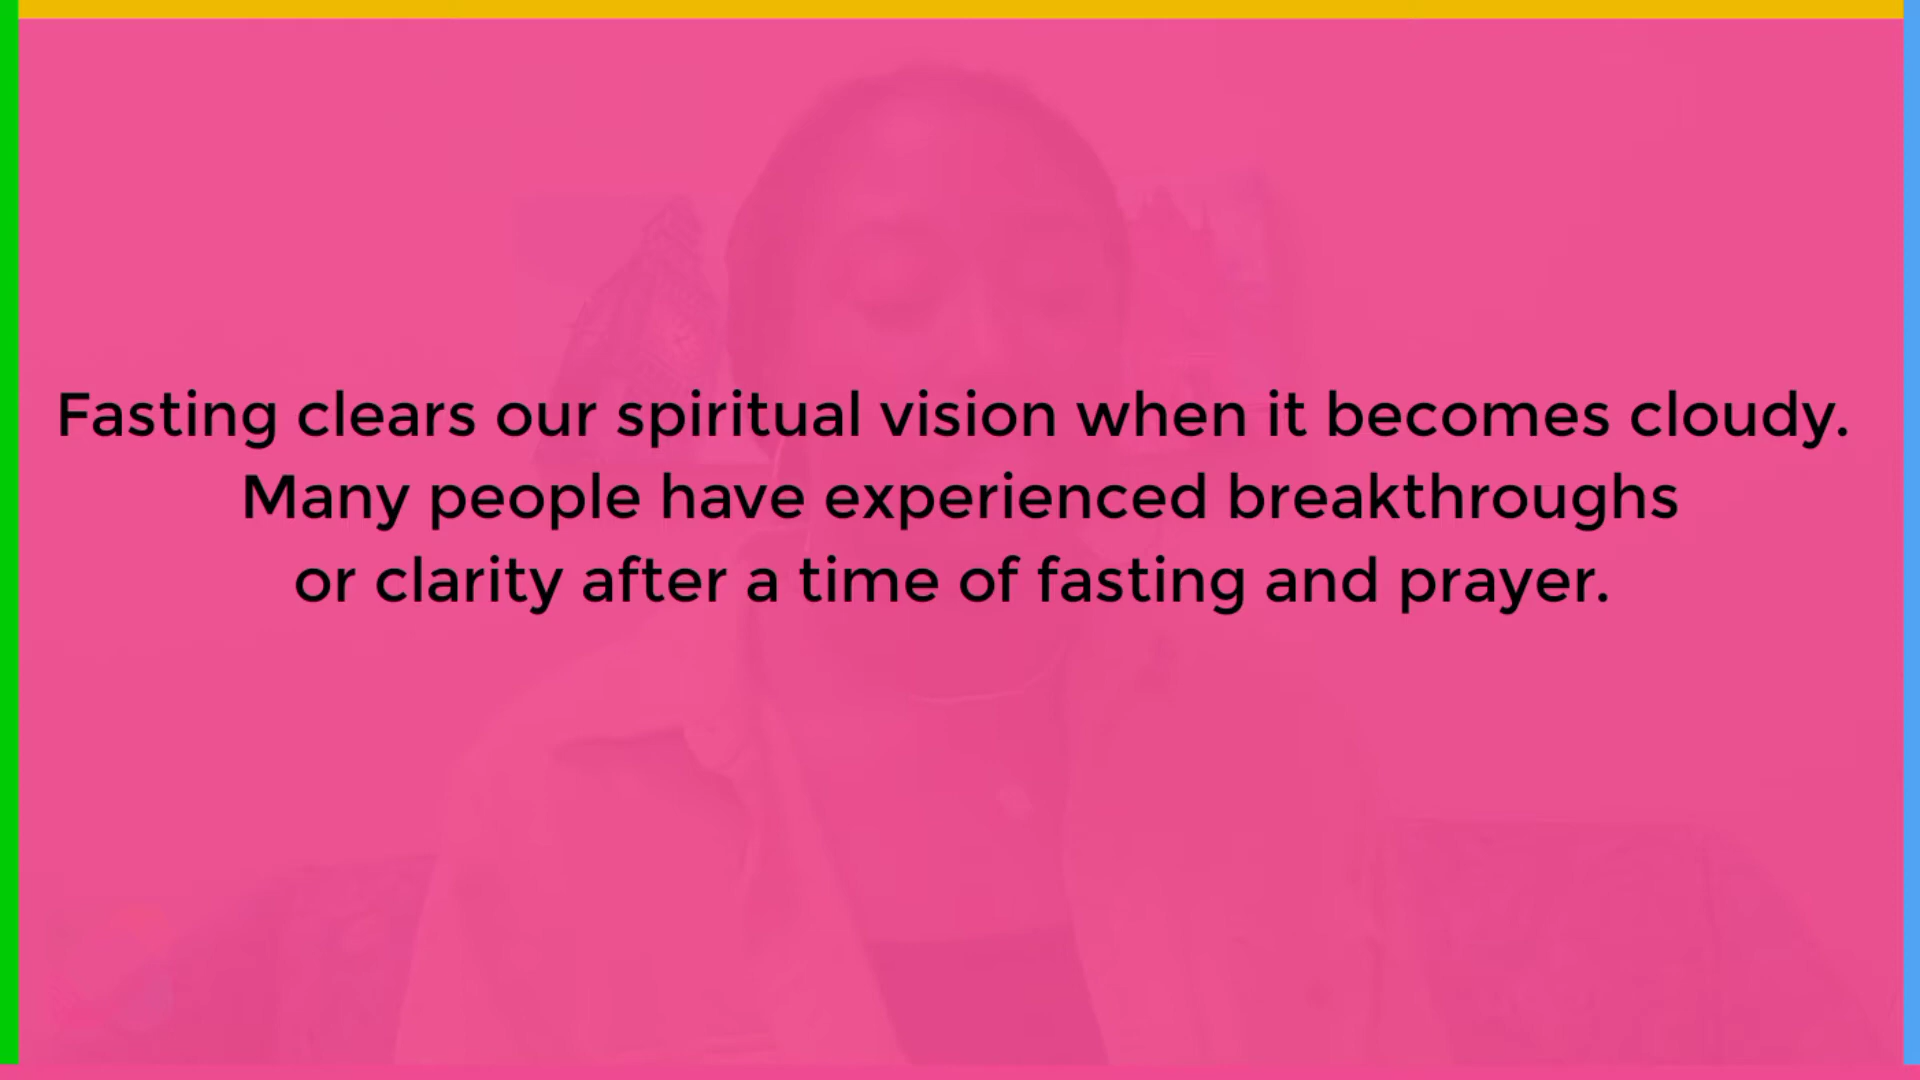 Fasting clears our spiritual vision when it becomes cloudy.
Many people have experienced breakthroughs
or clarity after a time of fasting and prayer.